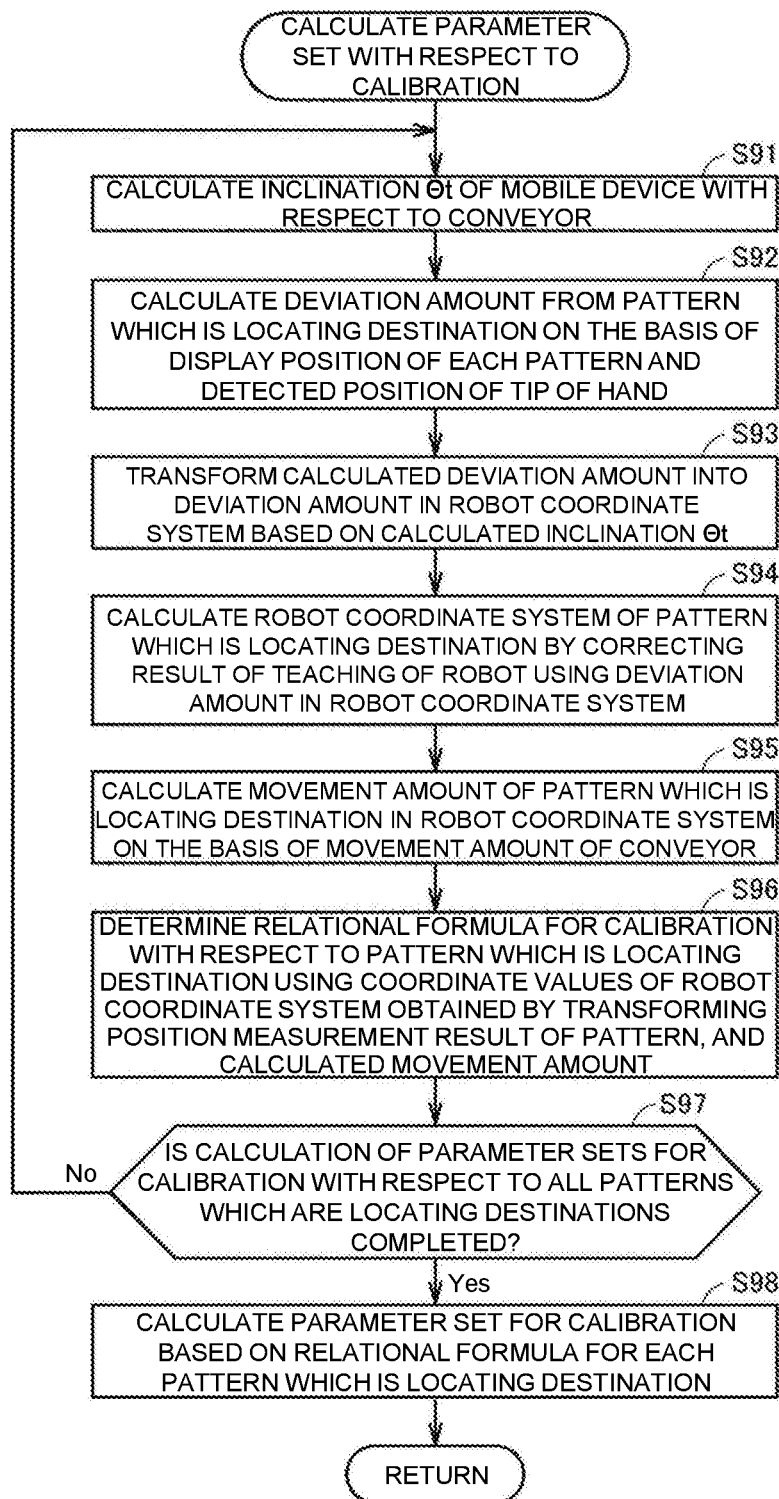 CALCULATE PARAMETER
SET WITH RESPECT TO
CALIBRATION
S91
CALCULATE INCLINATION Θt OF MOBILE DEVICE WITH
RESPECT TO CONVEYOR
S92
CALCULATE DEVIATION AMOUNT FROM PATTERN
WHICH IS LOCATING DESTINATION ON THE BASIS OF
DISPLAY POSITION OF EACH PATTERN AND
DETECTED POSITION OF TIP OF HAND
S93
TRANSFORM CALCULATED DEVIATION AMOUNT INTO
DEVIATION AMOUNT IN ROBOT COORDINATE
SYSTEM BASED ON CALCULATED INCLINATION Θt
S94
CALCULATE ROBOT COORDINATE SYSTEM OF PATTERN
WHICH IS LOCATING DESTINATION BY CORRECTING
RESULT OF TEACHING OF ROBOT USING DEVIATION
AMOUNT IN ROBOT COORDINATE SYSTEM
S95
CALCULATE MOVEMENT AMOUNT OF PATTERN WHICH IS
LOCATING DESTINATION IN ROBOT COORDINATE SYSTEM
ON THE BASIS OF MOVEMENT AMOUNT OF CONVEYOR
S96
DETERMINE RELATIONAL FORMULA FOR CALIBRATION
WITH RESPECT TO PATTERN WHICH IS LOCATING
DESTINATION USING COORDINATE VALUES OF ROBOT
COORDINATE SYSTEM OBTAINED BY TRANSFORMING
POSITION MEASUREMENT RESULT OF PATTERN, AND
CALCULATED MOVEMENT AMOUNT
S97
IS CALCULATION OF PARAMETER SETS FOR
CALIBRATION WITH RESPECT TO ALL PATTERNS
WHICH ARE LOCATING DESTINATIONS
COMPLETED?
No
Yes
S98
CALCULATE PARAMETER SET FOR CALIBRATION
BASED ON RELATIONAL FORMULA FOR EACH
PATTERN WHICH IS LOCATING DESTINATION
RETURN